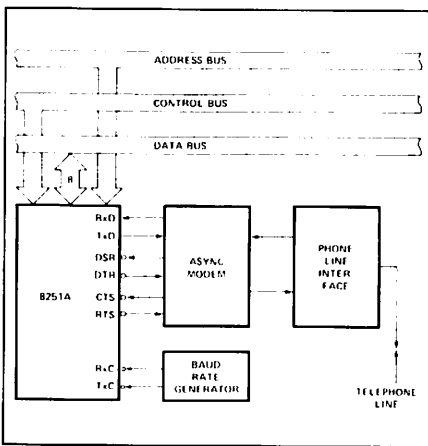 ADDRESS BUS
CONTROL BUS
DATA BUS
8
RxD
TxD
DSR
DTR
CTS
RTS
RxC
TxC
8251A
ASYNC
MODEM
PHONE
LINE
INTER
FACE
BAUD
RATE
GENERATOR
TELEPHONE
LINE